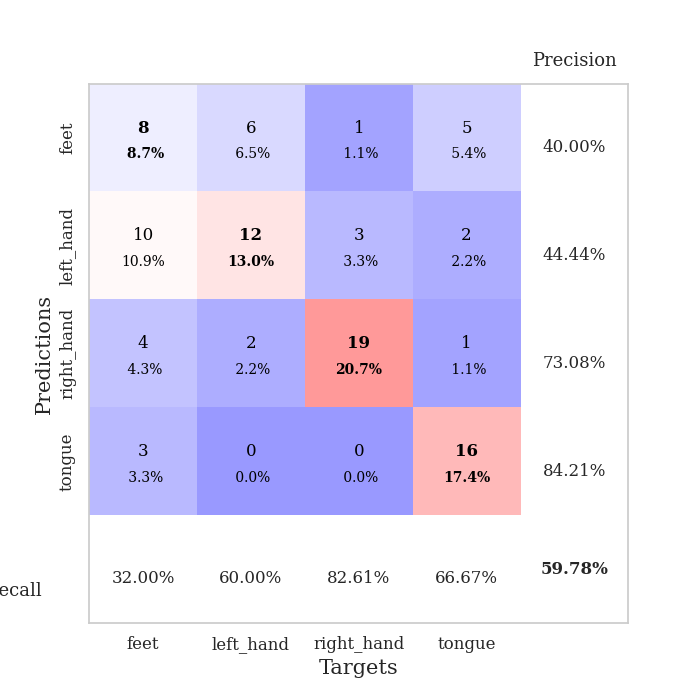 Precision
feet 8 6 1 5 40.00%
8.7% 6.5% 1.1% 5.4%
left_hand 10 12 3 2 44.44%
10.9% 13.0% 3.3% 2.2%
Predictions
right_hand 4 2 19 1 73.08%
4.3% 2.2% 20.7% 1.1%
tongue 3 0 0 16 84.21%
3.3% 0.0% 0.0% 17.4%
ecall 32.00% 60.00% 82.61% 66.67% 59.78%
feet left_hand right_hand tongue
Targets